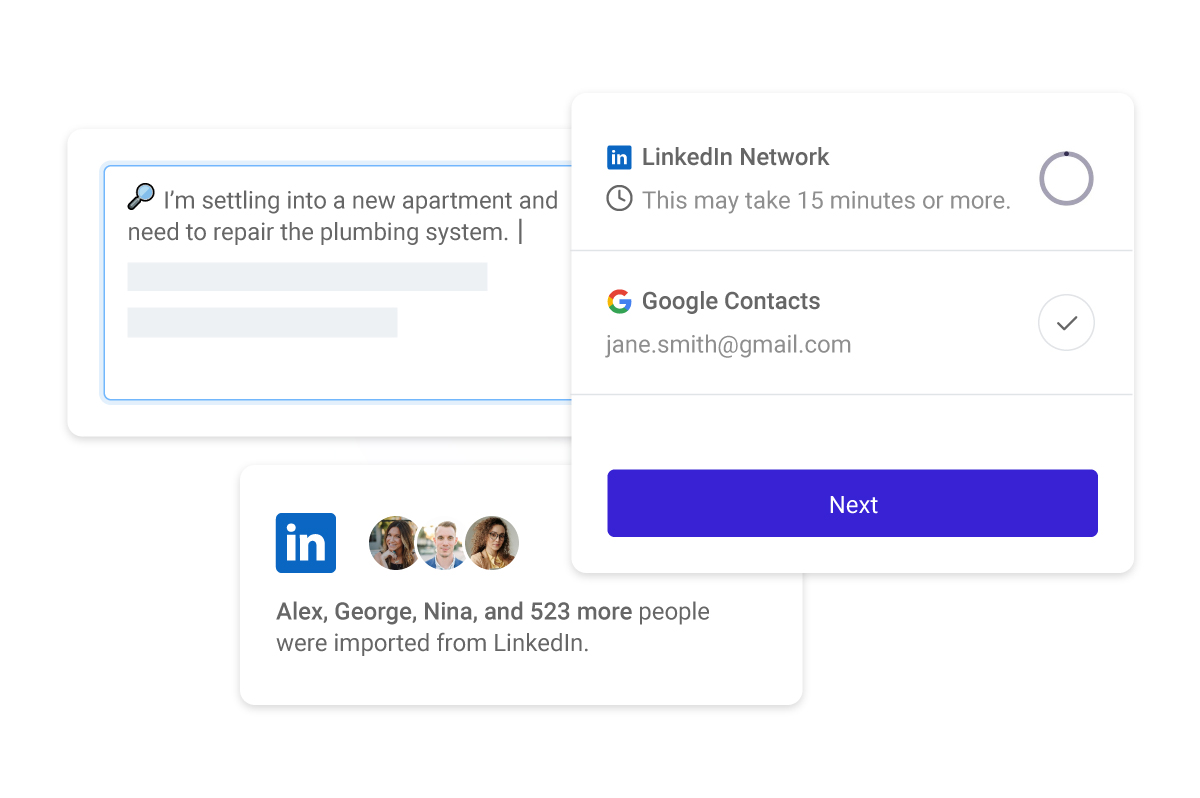 I’m settling into a new apartment and
need to repair the plumbing system.
in LinkedIn Network
This may take 15 minutes or more.
Google Contacts
jane.smith@gmail.com
Next
in
Alex, George, Nina, and 523 more people
were imported from LinkedIn.